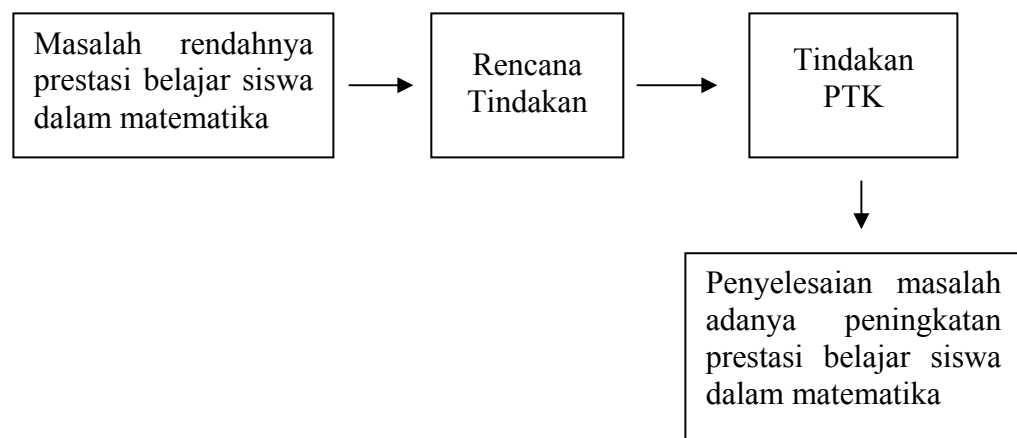 Masalah rendahnya
prestasi belajar siswa
dalam matematika
Rencana
Tindakan
Tindakan
PTK
Penyelesaian masalah
adanya peningkatan
prestasi belajar siswa
dalam matematika